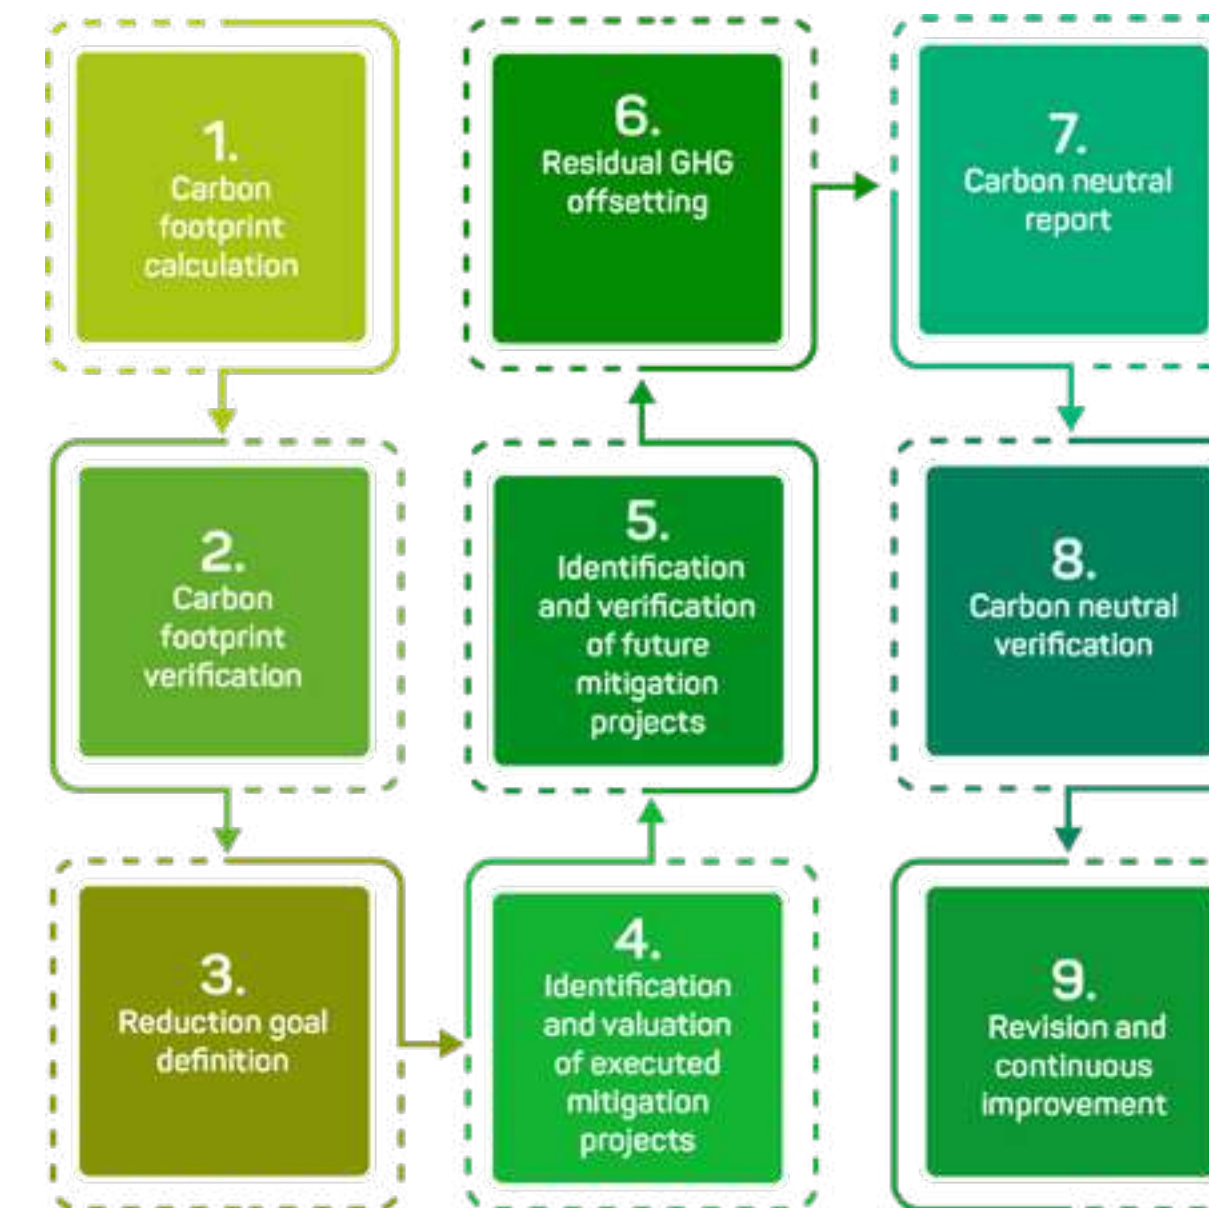 1.
Carbon
footprint
calculation
2.
Carbon
footprint
verification
3.
Reduction goal
definition
4.
Identification
and valuation
of executed
mitigation
projects
5.
Identification
and verification
of future
mitigation
projects
6.
Residual GHG
offsetting
7.
Carbon neutral
report
8.
Carbon neutral
verification
9.
Revision and
continuous
improvement